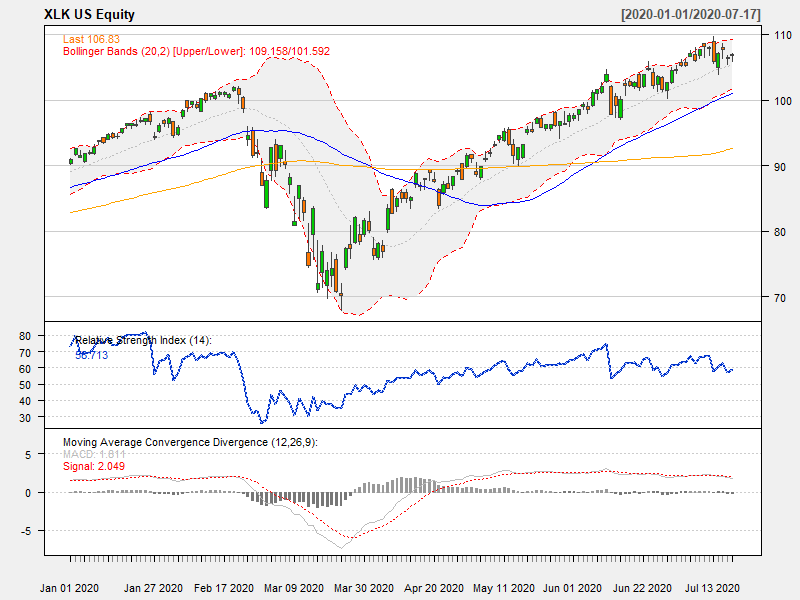 XLK US Equity [2020-01-01/2020-07-17]
Last 106.83
Bollinger Bands (20,2) [Upper/Lower]: 109.158/101.592
110
100
90
80
70
Relative Strength Index (14):
58.713
80
70
60
50
40
30
Moving Average Convergence Divergence (12,26,9):
MACD: 1.811
Signal: 2.049
5
0
-5
Jan 01 2020 Jan 27 2020 Feb 17 2020 Mar 09 2020 Mar 30 2020 Apr 20 2020 May 11 2020 Jun 01 2020 Jun 22 2020 Jul 13 2020